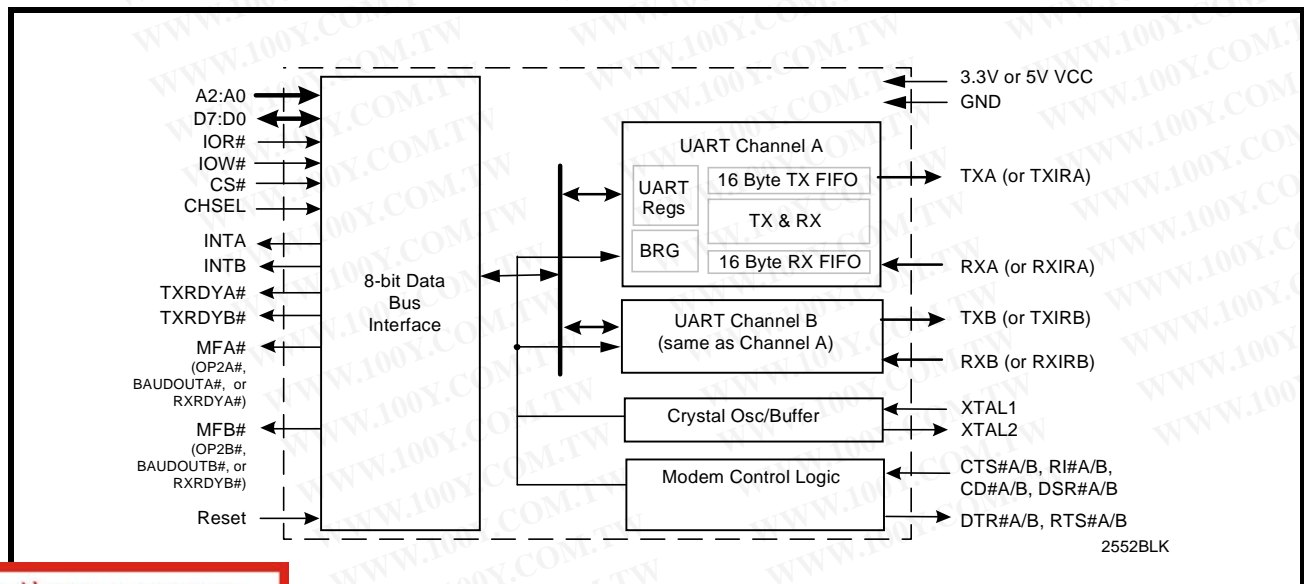 A2:A0
D7:D0
IOR#
IOW#
CS#
CHSEL
INTA
INTB
TXRDYA#
TXRDYB#
MFA#
(OP2A#,
BAUDOUTA#, or
RXRDYA#)
MFB#
(OP2B#,
BAUDOUTB#, or
RXRDYB#)
Reset
8-bit Data
Bus
Interface
UART Channel A
UART
Regs
BRG
16 Byte TX FIFO
TX & RX
16 Byte RX FIFO
UART Channel B
(same as Channel A)
Crystal Osc/Buffer
Modem Control Logic
3.3V or 5V VCC
GND
TXA (or TXIRA)
RXA (or RXIRA)
TXB (or TXIRB)
RXB (or RXIRB)
XTAL1
XTAL2
CTS#A/B, RI#A/B,
CD#A/B, DSR#A/B
DTR#A/B, RTS#A/B
2552BLK
WWW.100Y.COM.TW